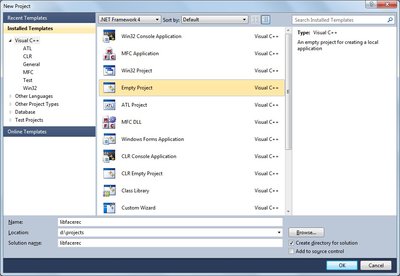 New Project
Recent Templates
.NET Framework 4
Sort by: Default
Search Installed Templates
Installed Templates
Visual C++
ATL
CLR
General
MFC
Test
Win32
Other Languages
Other Project Types
Database
Test Projects
Online Templates
Win32 Console Application Visual C++
MFC Application Visual C++
Win32 Project Visual C++
Empty Project Visual C++
ATL Project Visual C++
MFC DLL Visual C++
Windows Forms Application Visual C++
CLR Console Application Visual C++
CLR Empty Project Visual C++
Class Library Visual C++
Custom Wizard Visual C++
Type: Visual C++
An empty project for creating a local
application
Name: libfacerec
Location: d:\projects
Browse...
Solution name: libfacerec
Create directory for solution
Add to source control
OK
Cancel